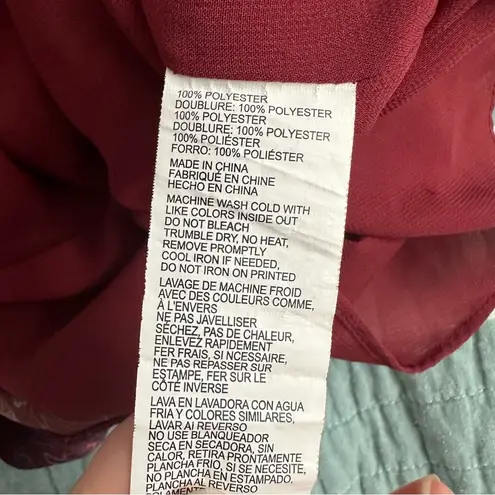 100% POLYESTER
DOUBLURE: 100% POLYESTER
100% POLYESTER
DOUBLURE: 100% POLYESTER
100% POLIÉSTER
FORRO: 100% POLIÉSTER
MADE IN CHINA
FABRIQUÉ EN CHINE
HECHO EN CHINA
MACHINE WASH COLD WITH
LIKE COLORS INSIDE OUT
DO NOT BLEACH
TRUMBLE DRY, NO HEAT,
REMOVE PROMPTLY
COOL IRON IF NEEDED,
DO NOT IRON ON PRINTED
LAVAGE DE MACHINE FROID
AVEC DES COULEURS COMME,
À L'ENVERS
NE PAS JAVELLISER
SÉCHEZ, PAS DE CHALEUR,
ENLEVEZ RAPIDEMENT
FER FRAIS, SI NECESSAIRE,
NE PAS REPASSER SUR
ESTAMPE, FER SUR LE
CÔTÉ INVERSE
LAVA EN LAVADORA CON AGUA
FRIA Y COLORES SIMILARES,
LAVAR Al REVERSO
NO USE BLANQUEADOR
SECA EN SECADORA, SIN
CALOR, RETIRA PRONTAMENTE
PLANCHA FRIO, SI SE NECESITE,
NO PLANCHA EN ESTAMPADO.
PLANCHA Al REVERSO
SOLAMENT